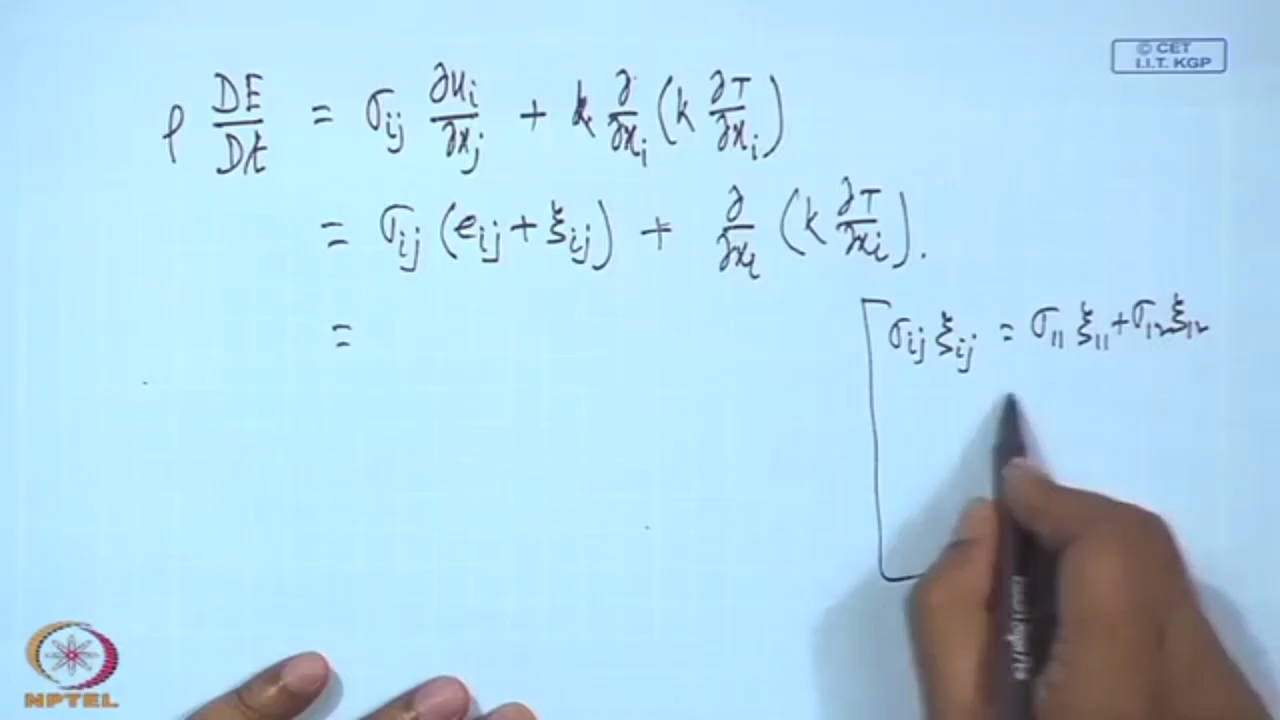 © CET
I.I.T. KGP
ρ DE/Dt = σij ∂ui/∂xj + k ∂/∂xi (k ∂T/∂xi)
= σij (eij + ξij) + ∂/∂xi (k ∂T/∂xi).
=
σij ξij = σ11 ξ11 + σ12 ξ12
NPTEL